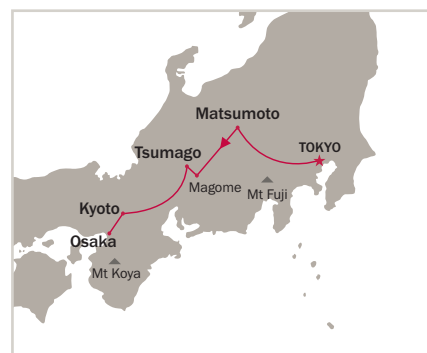 Matsumoto
TOKYO
Tsumago
Magome
Mt Fuji
Kyoto
Osaka
Mt Koya